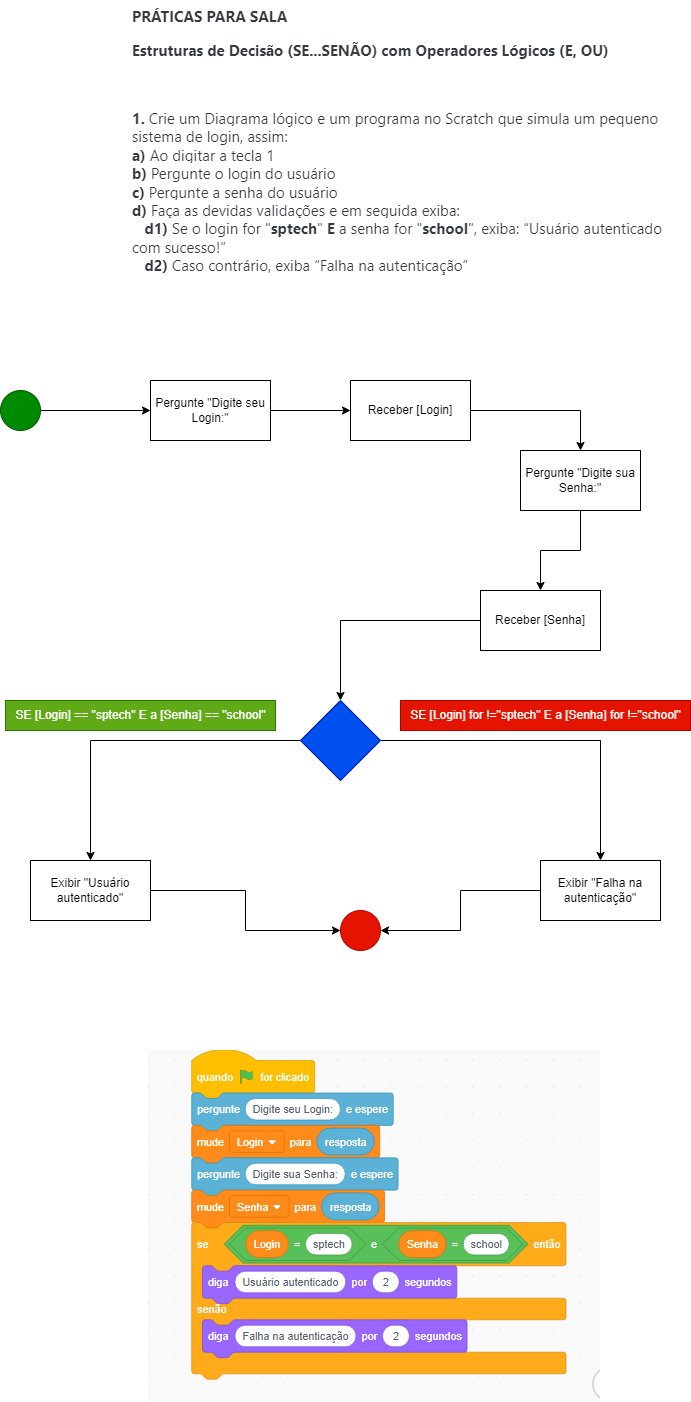 PRÁTICAS PARA SALA
Estruturas de Decisão (SE...SENÃO) com Operadores Lógicos (E, OU)
1. Crie um Diagrama lógico e um programa no Scratch que simula um pequeno
sistema de login, assim:
a) Ao digitar a tecla 1
b) Pergunte o login do usuário
c) Pergunte a senha do usuário
d) Faça as devidas validações e em seguida exiba:
d1) Se o login for "sptech" E a senha for "school", exiba: “Usuário autenticado
com sucesso!”
d2) Caso contrário, exiba “Falha na autenticação”
Pergunte "Digite seu
Login:"
Receber [Login]
Pergunte "Digite sua
Senha:"
Receber [Senha]
SE [Login] == "sptech" E a [Senha] == "school"
SE [Login] for !="sptech" E a [Senha] for !="school"
Exibir "Usuário
autenticado"
Exibir "Falha na
autenticação"
quando for clicado
pergunte Digite seu Login: e espere
mude Login para resposta
pergunte Digite sua Senha: e espere
mude Senha para resposta
se Login = sptech e Senha = school então
diga Usuário autenticado por 2 segundos
senão
diga Falha na autenticação por 2 segundos